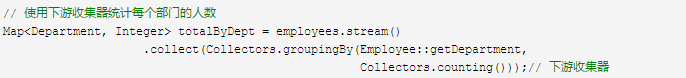 // 使用下游收集器统计每个部门的人数
Map<Department, Integer> totalByDept = employees.stream()
.collect(Collectors.groupingBy(Employee::getDepartment,
Collectors.counting()));// 下游收集器